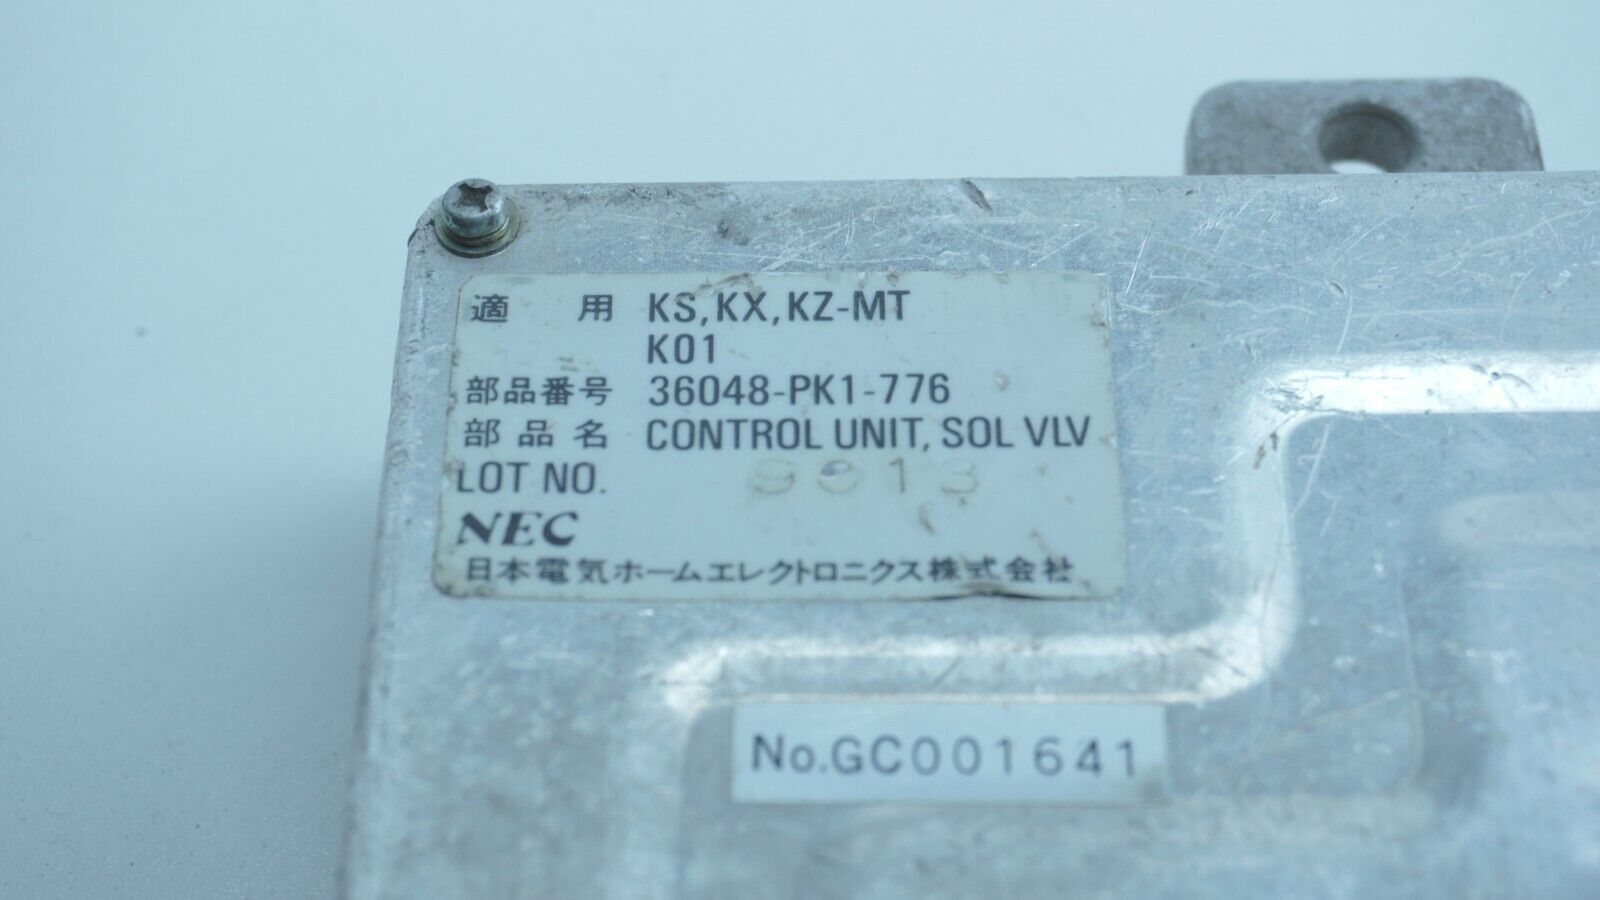 適用 KS, KX, KZ-MT
K01
部品番号 36048-PK1-776
部品名 CONTROL UNIT, SOL VLV
LOT NO.
NEC
日本電気ホームエレクトロニクス株式会社
No.GC001641